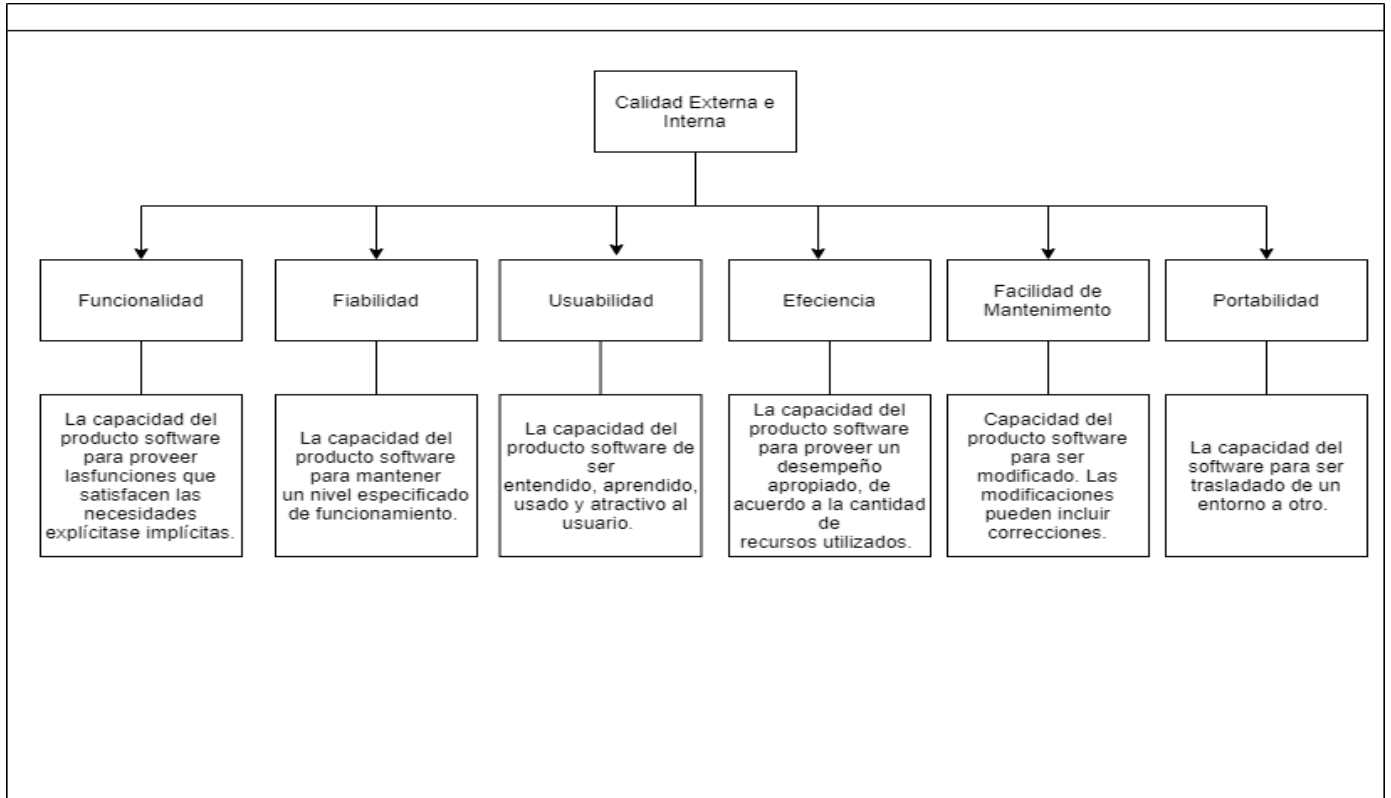 Calidad Externa e
Interna
Funcionalidad
Fiabilidad
Usuabilidad
Efeciencia
Facilidad de
Mantenimento
Portabilidad
La capacidad del
producto software
para proveer
lasfunciones que
satisfacen las
necesidades
explícitase implícitas.
La capacidad del
producto software
para mantener
un nivel especificado
de funcionamiento.
La capacidad del
producto software de
ser
entendido, aprendido,
usado y atractivo al
usuario.
La capacidad del
producto software
para proveer un
desempeño
apropiado, de
acuerdo a la cantidad
de
recursos utilizados.
Capacidad del
producto software
para ser
modificado. Las
modificaciones
pueden incluir
correcciones.
La capacidad del
software para ser
trasladado de un
entorno a otro.